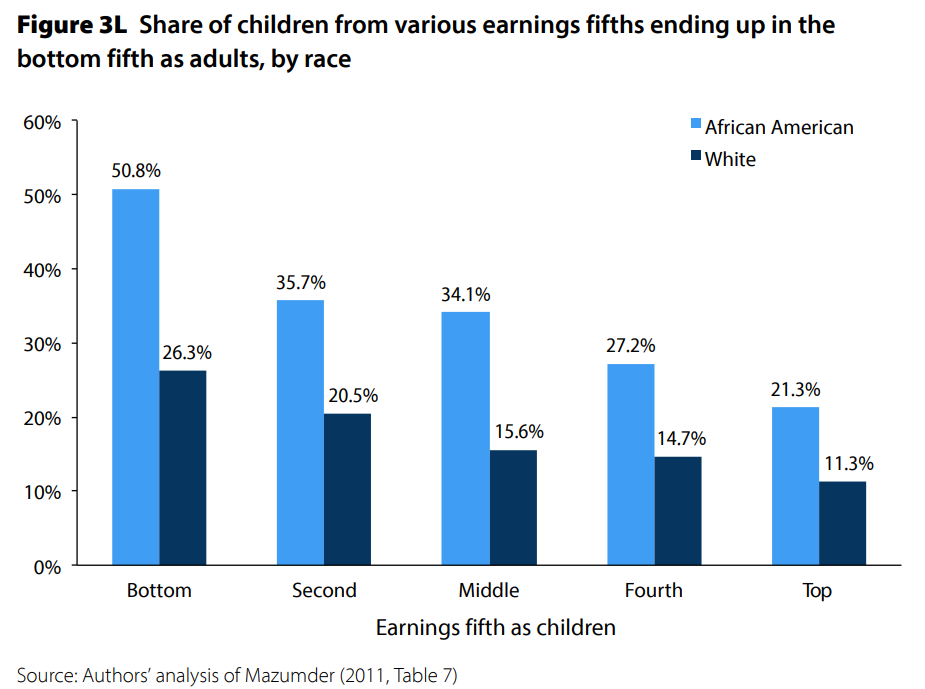 Figure 3L Share of children from various earnings fifths ending up in the
bottom fifth as adults, by race
African American
White
60%
50%
40%
30%
20%
10%
0%
50.8%
26.3%
35.7%
20.5%
34.1%
15.6%
27.2%
14.7%
21.3%
11.3%
Bottom
Second
Middle
Fourth
Top
Earnings fifth as children
Source: Authors’ analysis of Mazumder (2011, Table 7)